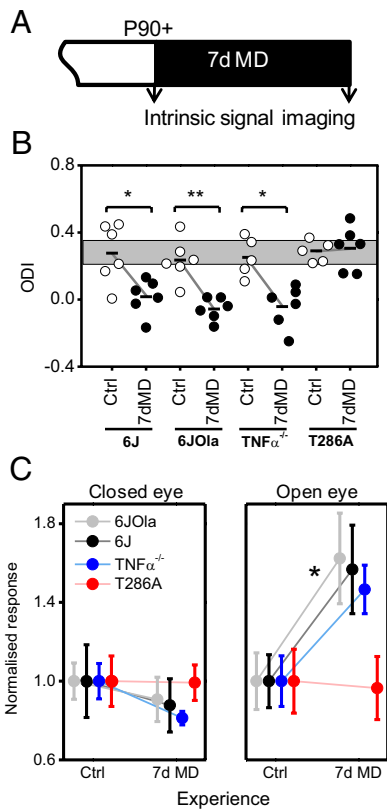 A
P90+
7d MD
Intrinsic signal imaging
B
* ** *
0.8
0.4
0.0
-0.4
ODI
Ctrl 7dMD Ctrl 7dMD Ctrl 7dMD Ctrl 7dMD
6J 6JOla TNFα-/- T286A
C
Closed eye Open eye
1.8
1.4
1.0
0.6
Normalised response
6JOla
6J
TNFα-/-
T286A
*
Ctrl 7d MD Ctrl 7d MD
Experience